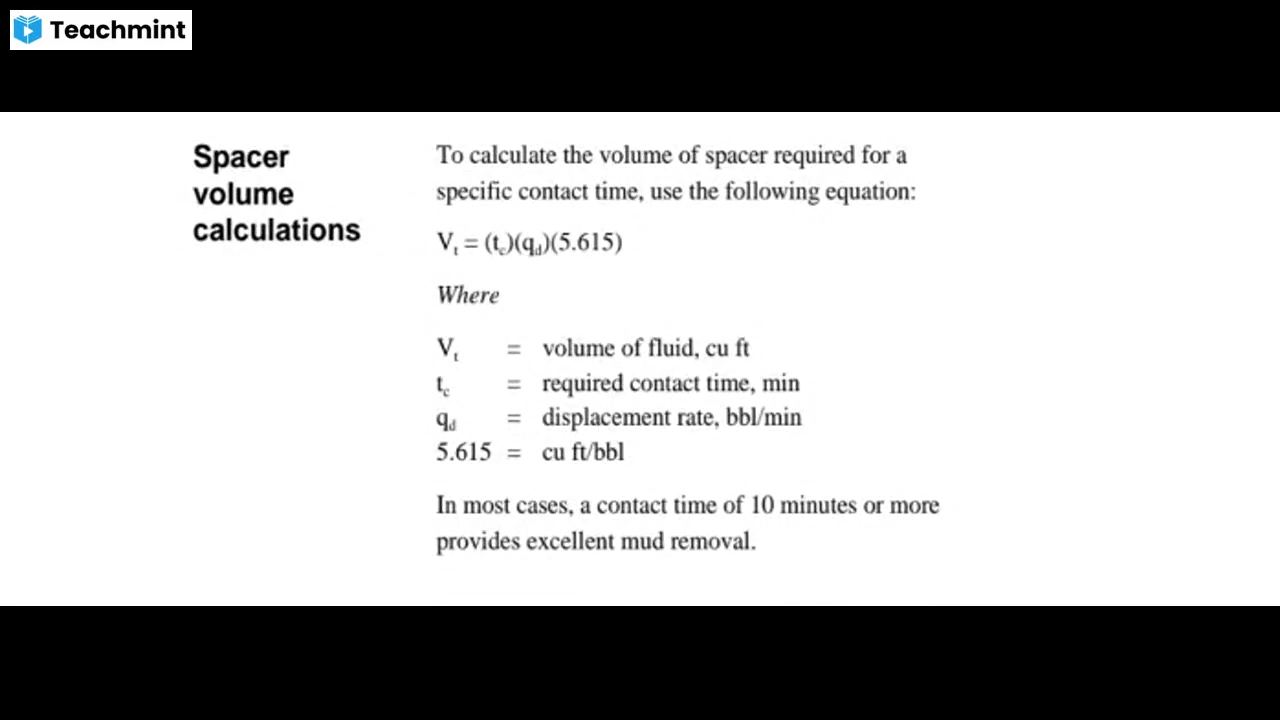 Teachmint
Spacer
volume
calculations
To calculate the volume of spacer required for a
specific contact time, use the following equation:
Vt = (tc)(qd)(5.615)
Where
Vt = volume of fluid, cu ft
tc = required contact time, min
qd = displacement rate, bbl/min
5.615 = cu ft/bbl
In most cases, a contact time of 10 minutes or more
provides excellent mud removal.